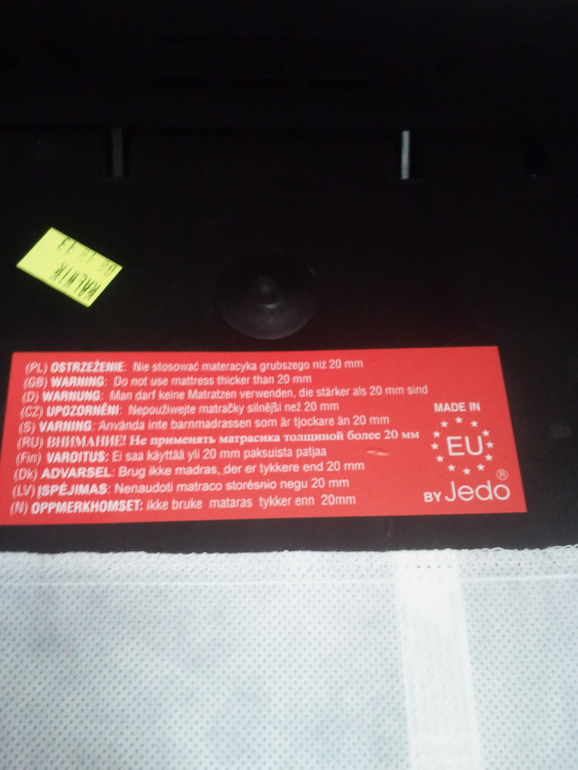 (PL) OSTRZEŻENIE: Nie stosować materacyka grubszego niż 20 mm
(GB) WARNING: Do not use mattress thicker than 20 mm
(D) WARNUNG: Man darf keine Matratzen verwenden, die stärker als 20 mm sind
(CZ) UPOZORNĚNI: Nepouziwejte matračky silnějši než 20 mm
(S) VARNING: Använda inte barnmadrassen som är tjockare än 20 mm
(RU) ВНИМАНИЕ! Не применять матрасика толщиной более 20 мм
(Fin) VAROITUS: Ei saa käyttää yli 20 mm paksuista patjaa
(Dk) ADVARSEL: Brug ikke madras, der er tykkere end 20 mm
(LV) ĮSPĖJIMAS: Nenaudoti matraco storėsnio negu 20 mm
(N) OPPMERKHOMSET: ikke bruke mataras tykker enn 20mm
MADE IN
EU
BY Jedo®